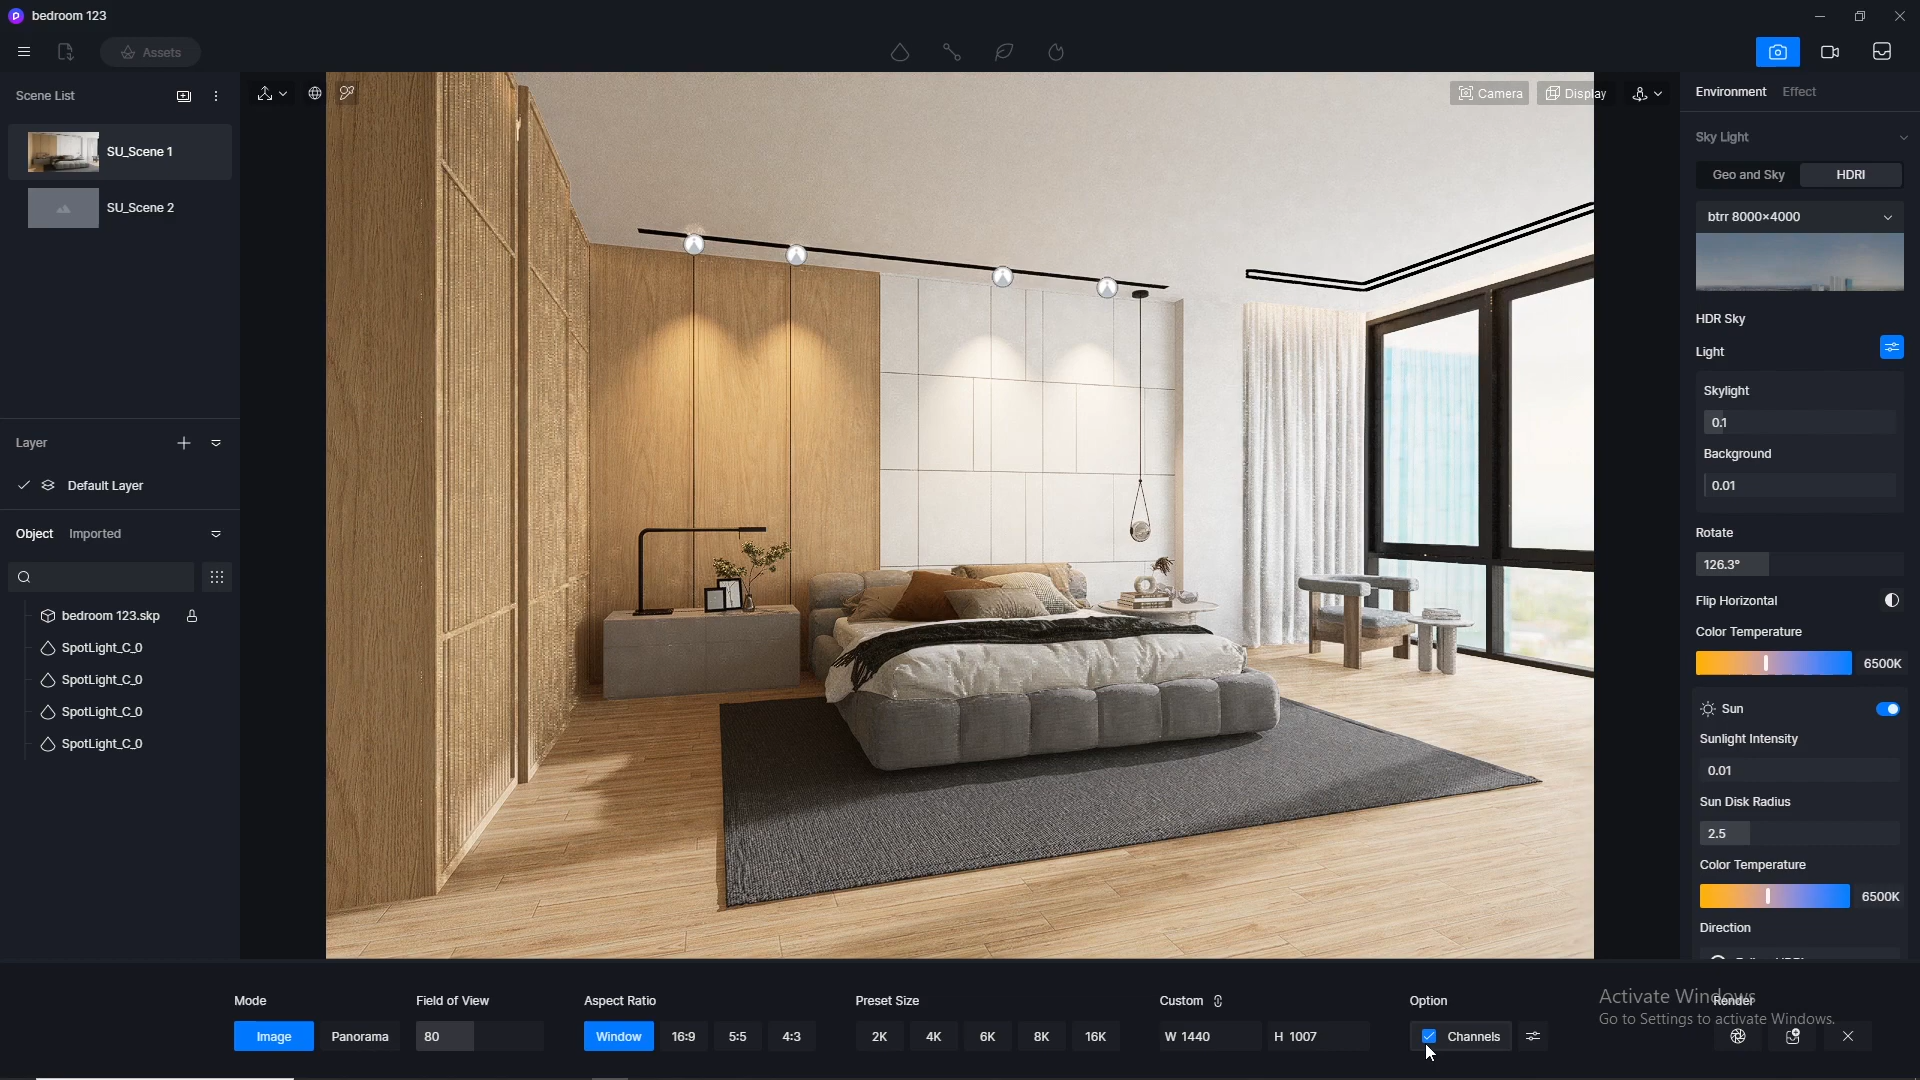 bedroom 123
Assets
Scene List
SU_Scene 1
SU_Scene 2
Layer
Default Layer
Object Imported
bedroom 123.skp
SpotLight_C_0
SpotLight_C_0
SpotLight_C_0
SpotLight_C_0
Camera Display
Environment Effect
Sky Light
Geo and Sky HDRI
btrr 8000×4000
HDR Sky
Light
Skylight
0.1
Background
0.01
Rotate
126.3°
Flip Horizontal
Color Temperature
6500K
Sun
Sunlight Intensity
0.01
Sun Disk Radius
2.5
Color Temperature
6500K
Direction
Mode Field of View Aspect Ratio Preset Size Custom Option Render
Image Panorama 80 Window 16:9 5:5 4:3 2K 4K 6K 8K 16K W 1440 H 1007 Channels
Activate Windows
Go to Settings to activate Windows.